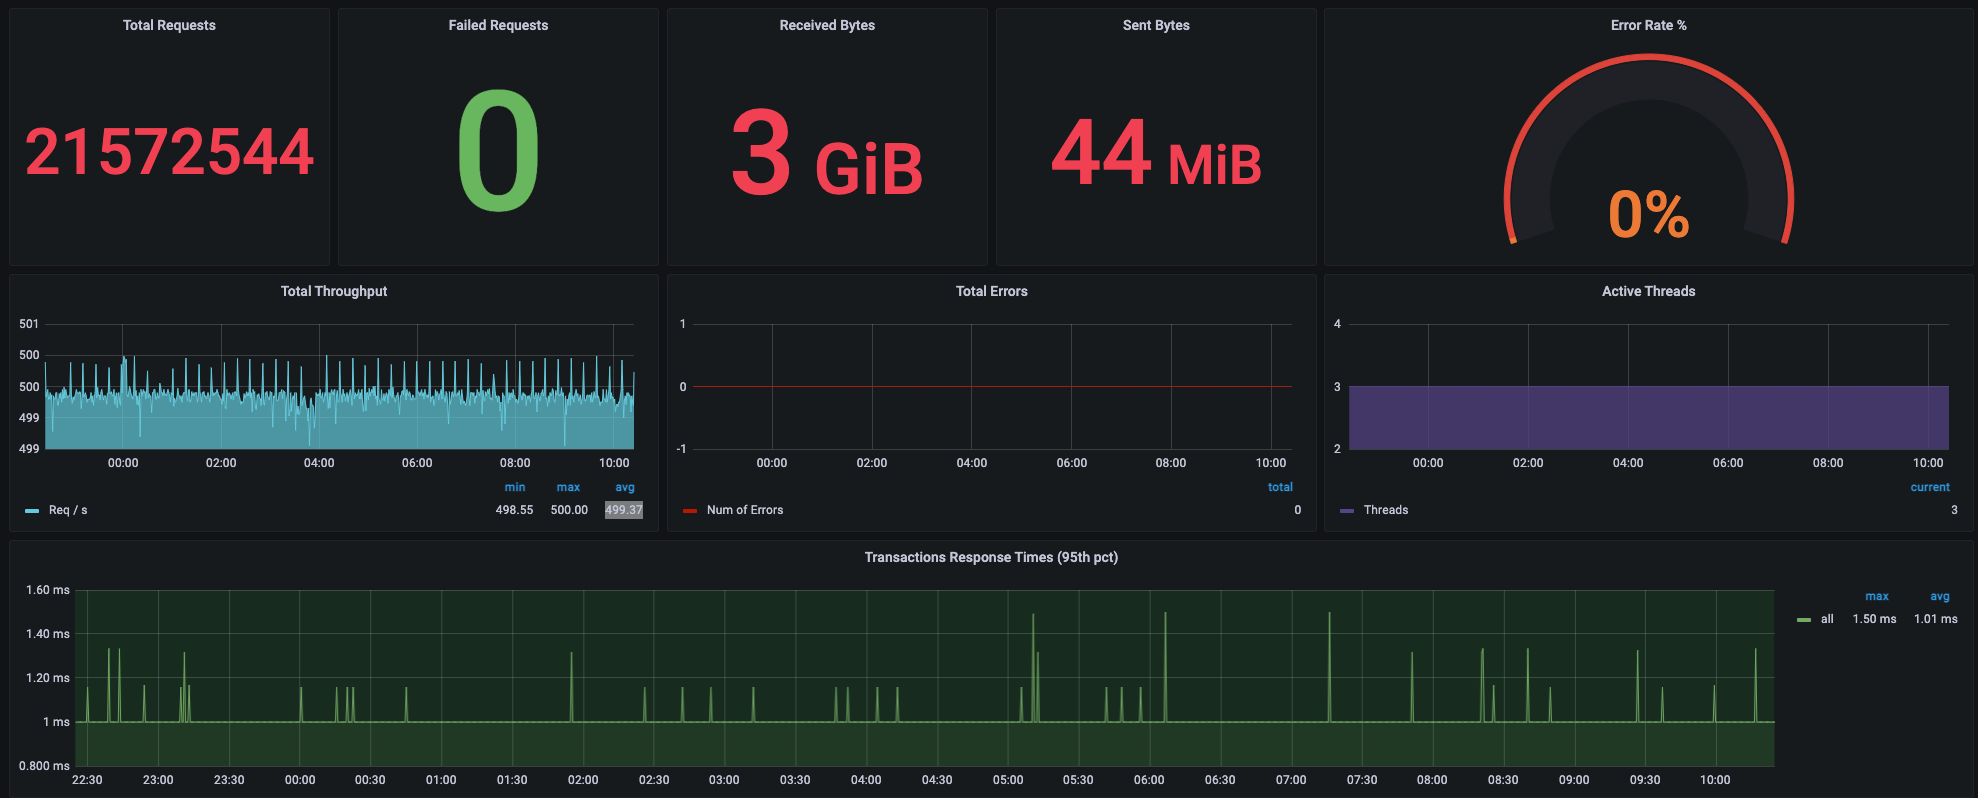 Total Requests
21572544
Failed Requests
0
Received Bytes
3 GiB
Sent Bytes
44 MiB
Error Rate %
0%
Total Throughput
501
500
500
499
499
00:00 02:00 04:00 06:00 08:00 10:00
min max avg
Req / s 498.55 500.00 499.37
Total Errors
1
0
-1
00:00 02:00 04:00 06:00 08:00 10:00
total
Num of Errors 0
Active Threads
4
3
2
00:00 02:00 04:00 06:00 08:00 10:00
current
Threads 3
Transactions Response Times (95th pct)
1.60 ms
1.40 ms
1.20 ms
1 ms
0.800 ms
22:30 23:00 23:30 00:00 00:30 01:00 01:30 02:00 02:30 03:00 03:30 04:00 04:30 05:00 05:30 06:00 06:30 07:00 07:30 08:00 08:30 09:00 09:30 10:00
max avg
all 1.50 ms 1.01 ms